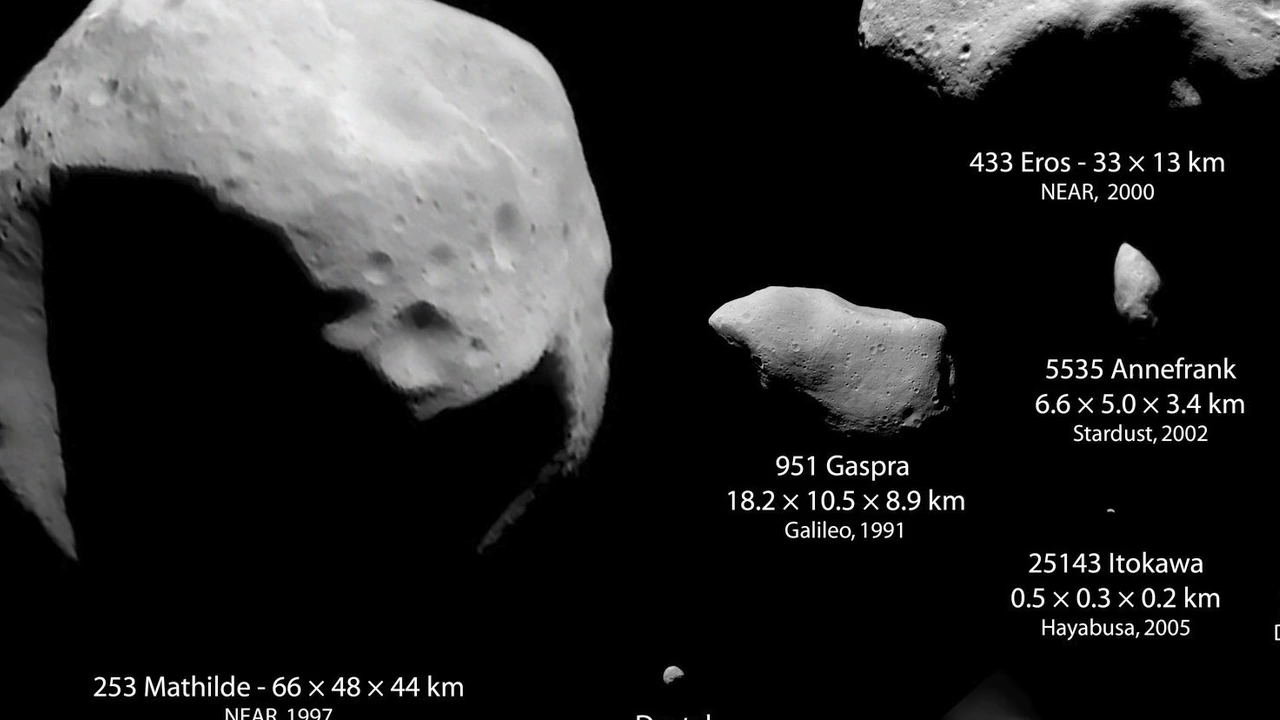 433 Eros - 33 × 13 km
NEAR, 2000
5535 Annefrank
6.6 × 5.0 × 3.4 km
Stardust, 2002
951 Gaspra
18.2 × 10.5 × 8.9 km
Galileo, 1991
25143 Itokawa
0.5 × 0.3 × 0.2 km
Hayabusa, 2005
253 Mathilde - 66 × 48 × 44 km
NEAR, 1997